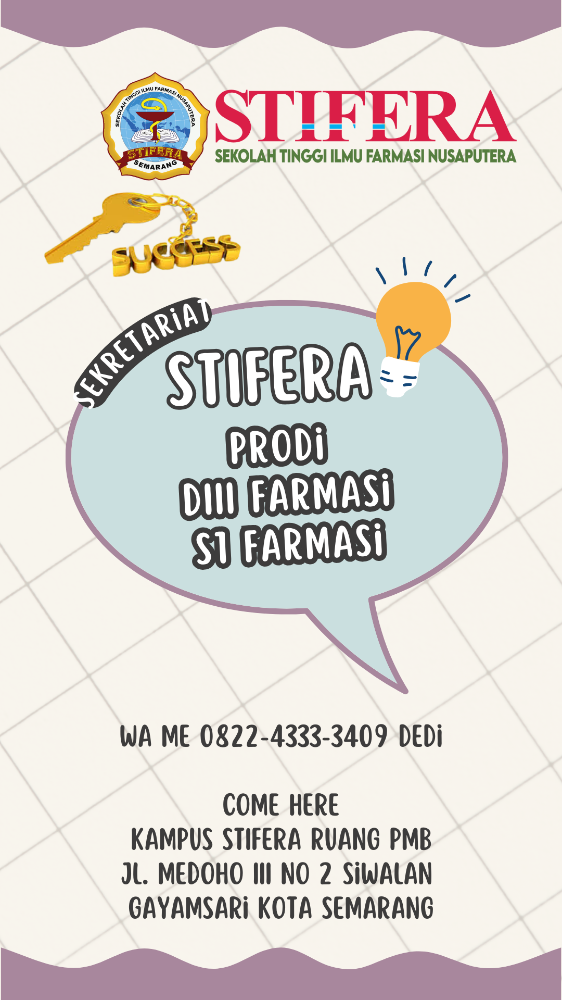 SEKOLAH TINGGI ILMU FARMASI NUSAPUTERA
STIFERA
SEMARANG
STIFERA
SEKOLAH TINGGI ILMU FARMASI NUSAPUTERA
SUCCESS
SEKRETARiAT
STIFERA
PRODi
DIII FARMASi
S1 FARMASi
WA ME 0822-4333-3409 DEDi
COME HERE
KAMPUS STIFERA RUANG PMB
JL. MEDOHO III NO 2 SiWALAN
GAYAMSARi KOTA SEMARANG